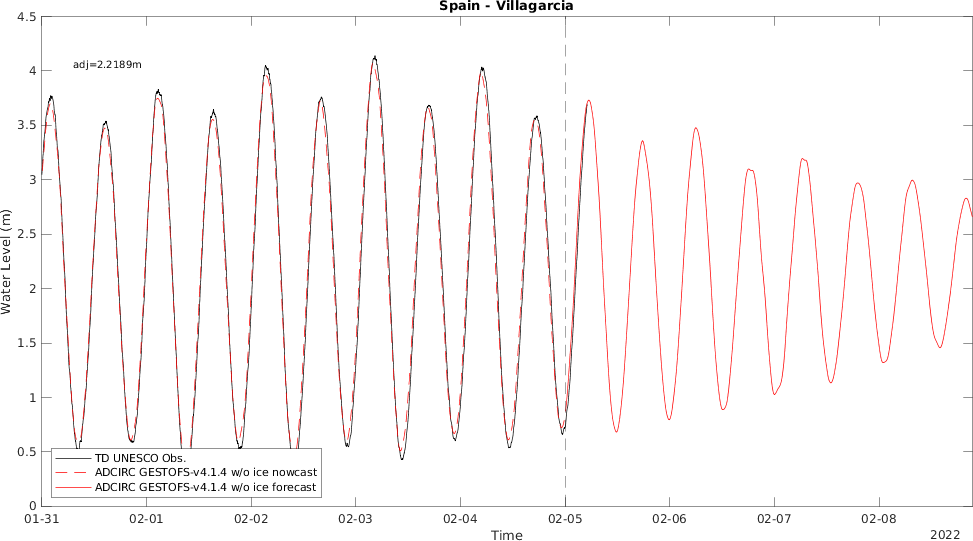 Spain - Villagarcia
4.5
4
3.5
3
2.5
2
1.5
1
0.5
0
Water Level (m)
adj=2.2189m
TD UNESCO Obs.
ADCIRC GESTOFS-v4.1.4 w/o ice nowcast
ADCIRC GESTOFS-v4.1.4 w/o ice forecast
01-31 02-01 02-02 02-03 02-04 02-05 02-06 02-07 02-08
Time
2022